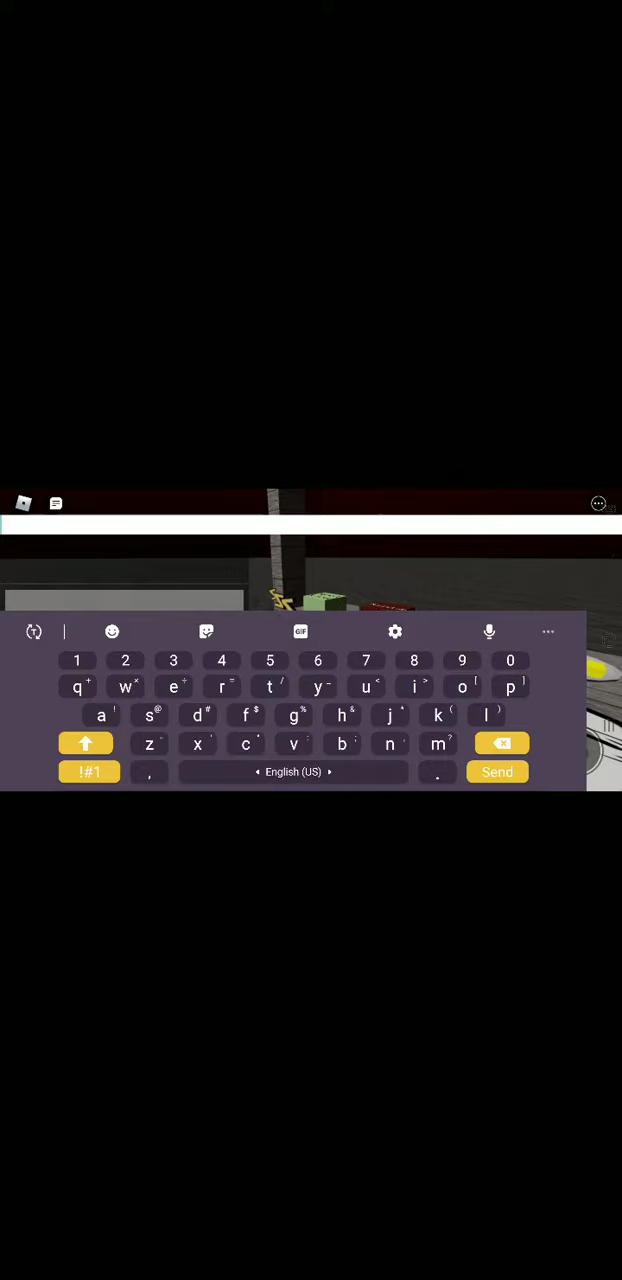 GIF
1 2 3 4 5 6 7 8 9 0
q + w × e ÷ r = t / y - u < i > o [ p ]
a ! s @ d # f $ g % h & j * k ( l )
z - x ' c " v : b ; n , m ?
!#1 , English (US) . Send